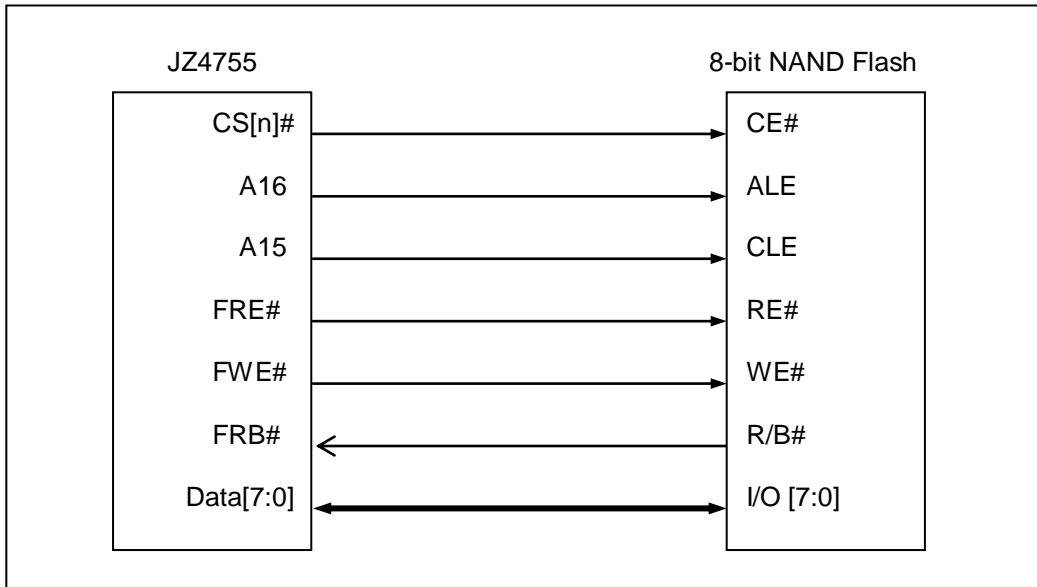 JZ4755 8-bit NAND Flash
CS[n]# CE#
A16 ALE
A15 CLE
FRE# RE#
FWE# WE#
FRB# R/B#
Data[7:0] I/O [7:0]